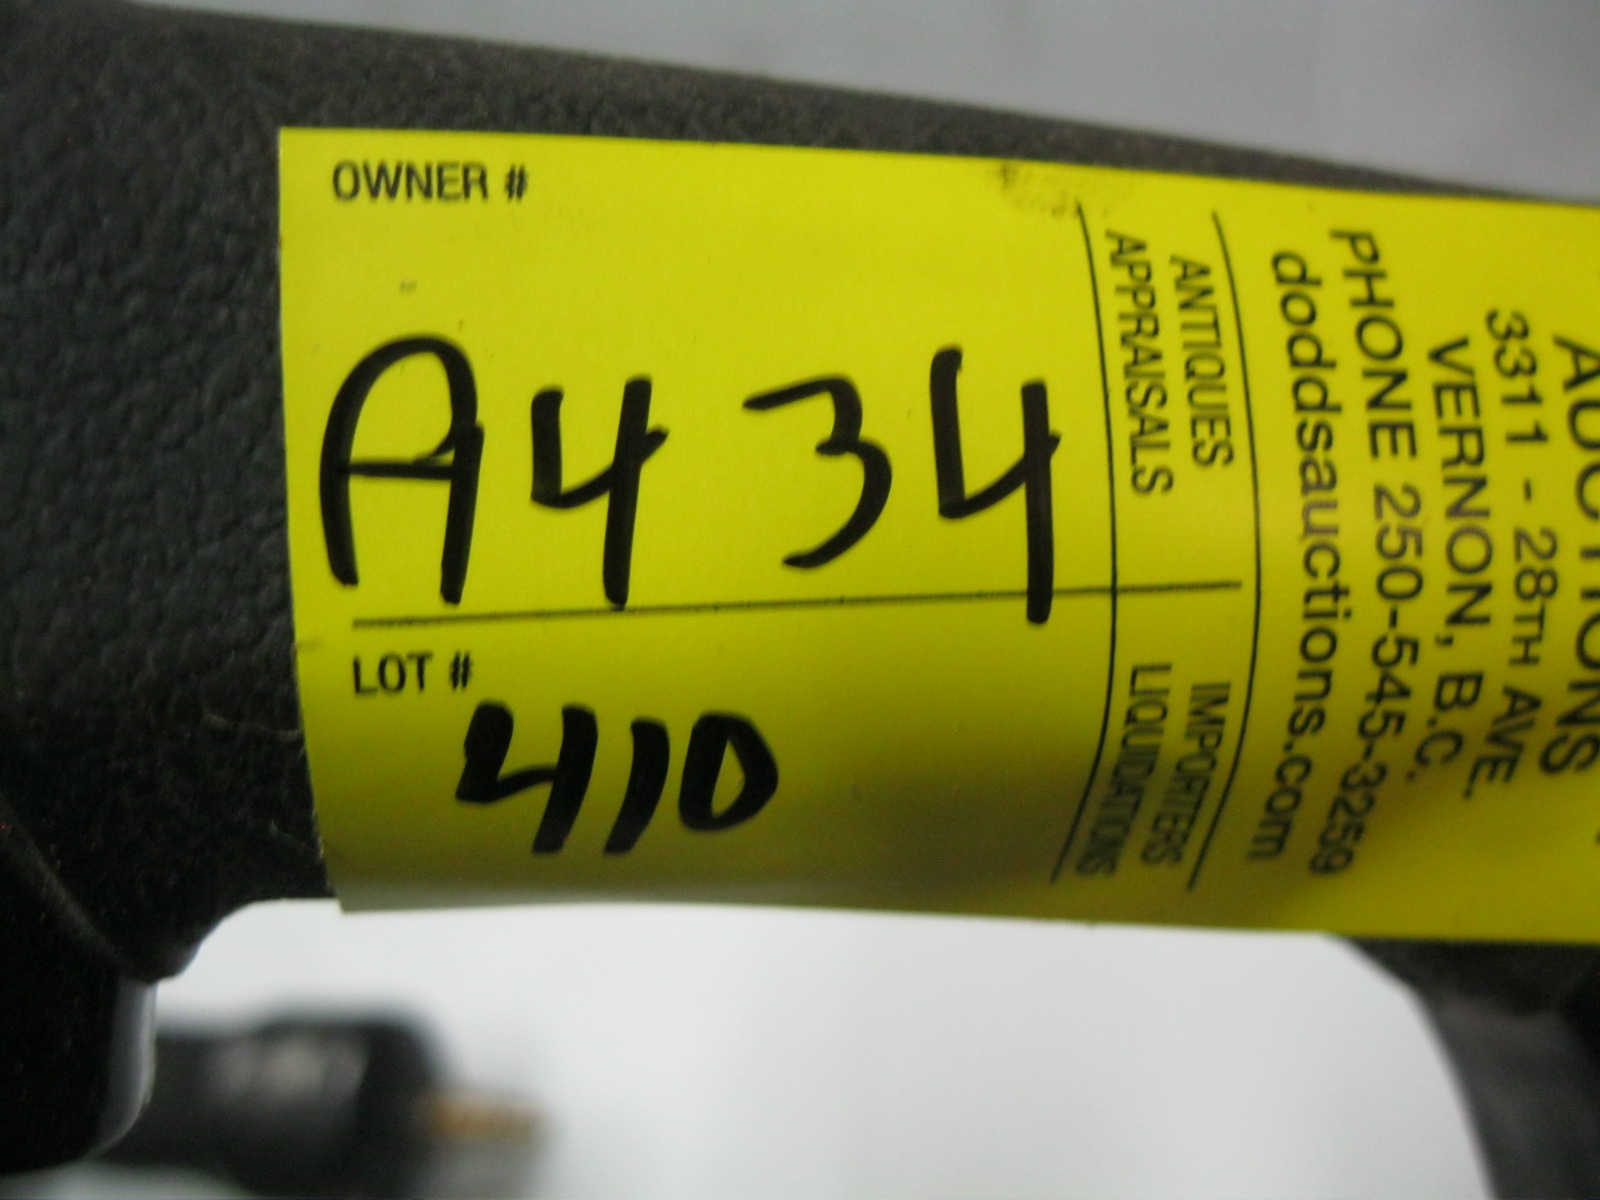 OWNER #
A434
LOT #
410
AUCTIONS
3311 - 28TH AVE.
VERNON, B.C.
PHONE 250-545-3259
doddsauctions.com
ANTIQUES
APPRAISALS
IMPORTERS
LIQUIDATIONS